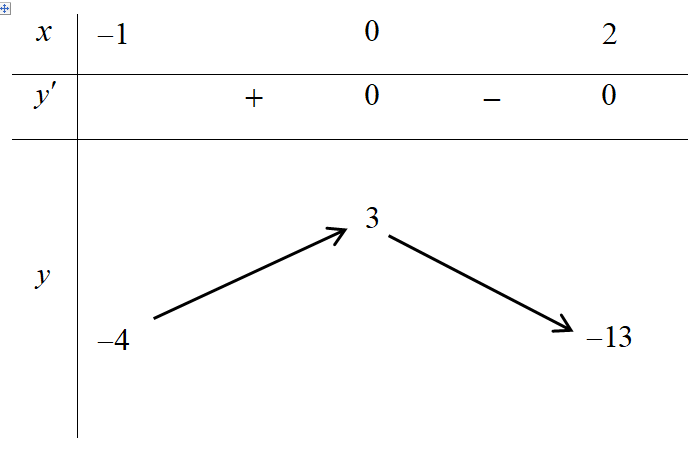 x –1 0 2
y′ + 0 – 0
3
y
–4 –13